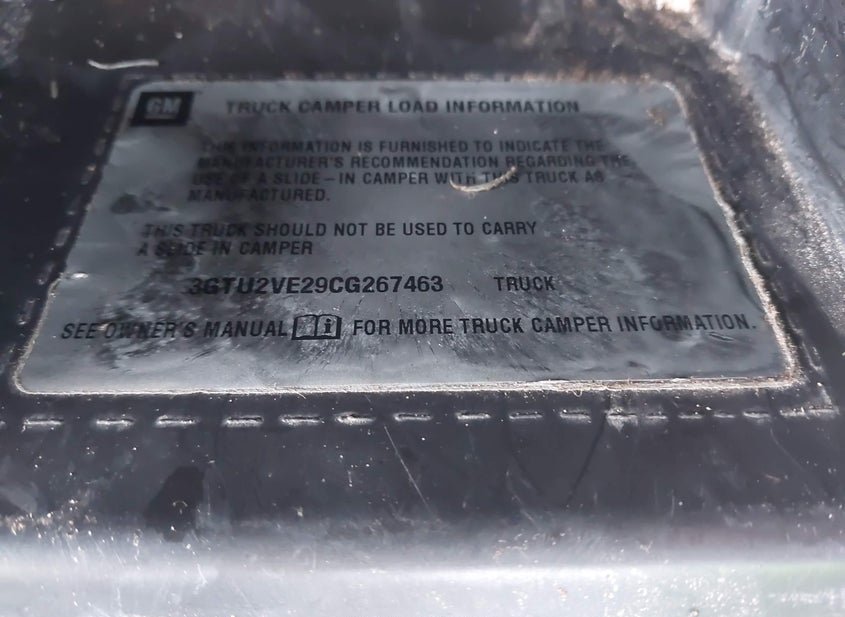 GM
TRUCK CAMPER LOAD INFORMATION
THIS INFORMATION IS FURNISHED TO INDICATE THE
MANUFACTURER'S RECOMMENDATION REGARDING THE
USE OF A SLIDE-IN CAMPER WITH THIS TRUCK AS
MANUFACTURED.
THIS TRUCK SHOULD NOT BE USED TO CARRY
A SLIDE IN CAMPER
3GTU2VE29CG267463 TRUCK
SEE OWNER'S MANUAL FOR MORE TRUCK CAMPER INFORMATION.